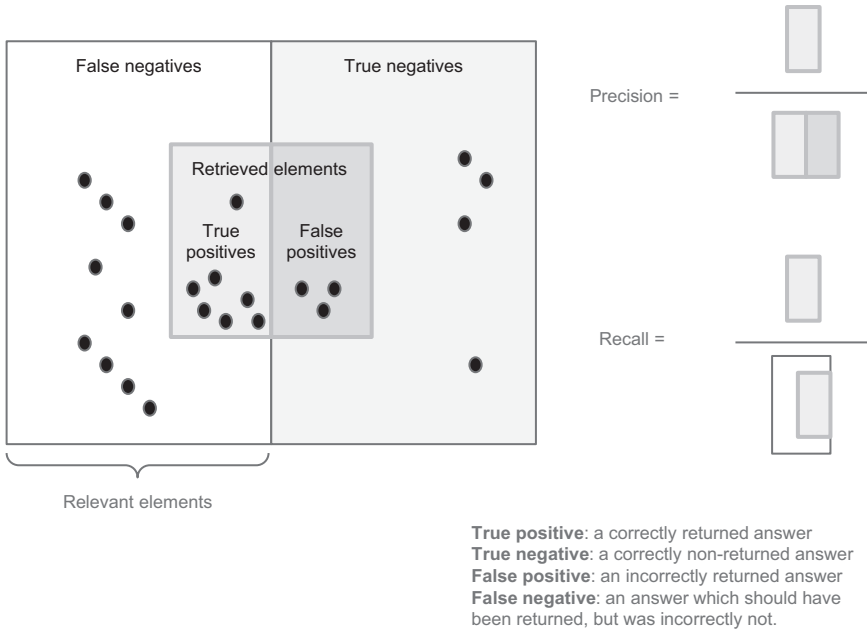 False negatives
True negatives
Retrieved elements
True
positives
False
positives
Relevant elements
Precision =
Recall =
True positive: a correctly returned answer
True negative: a correctly non-returned answer
False positive: an incorrectly returned answer
False negative: an answer which should have
been returned, but was incorrectly not.